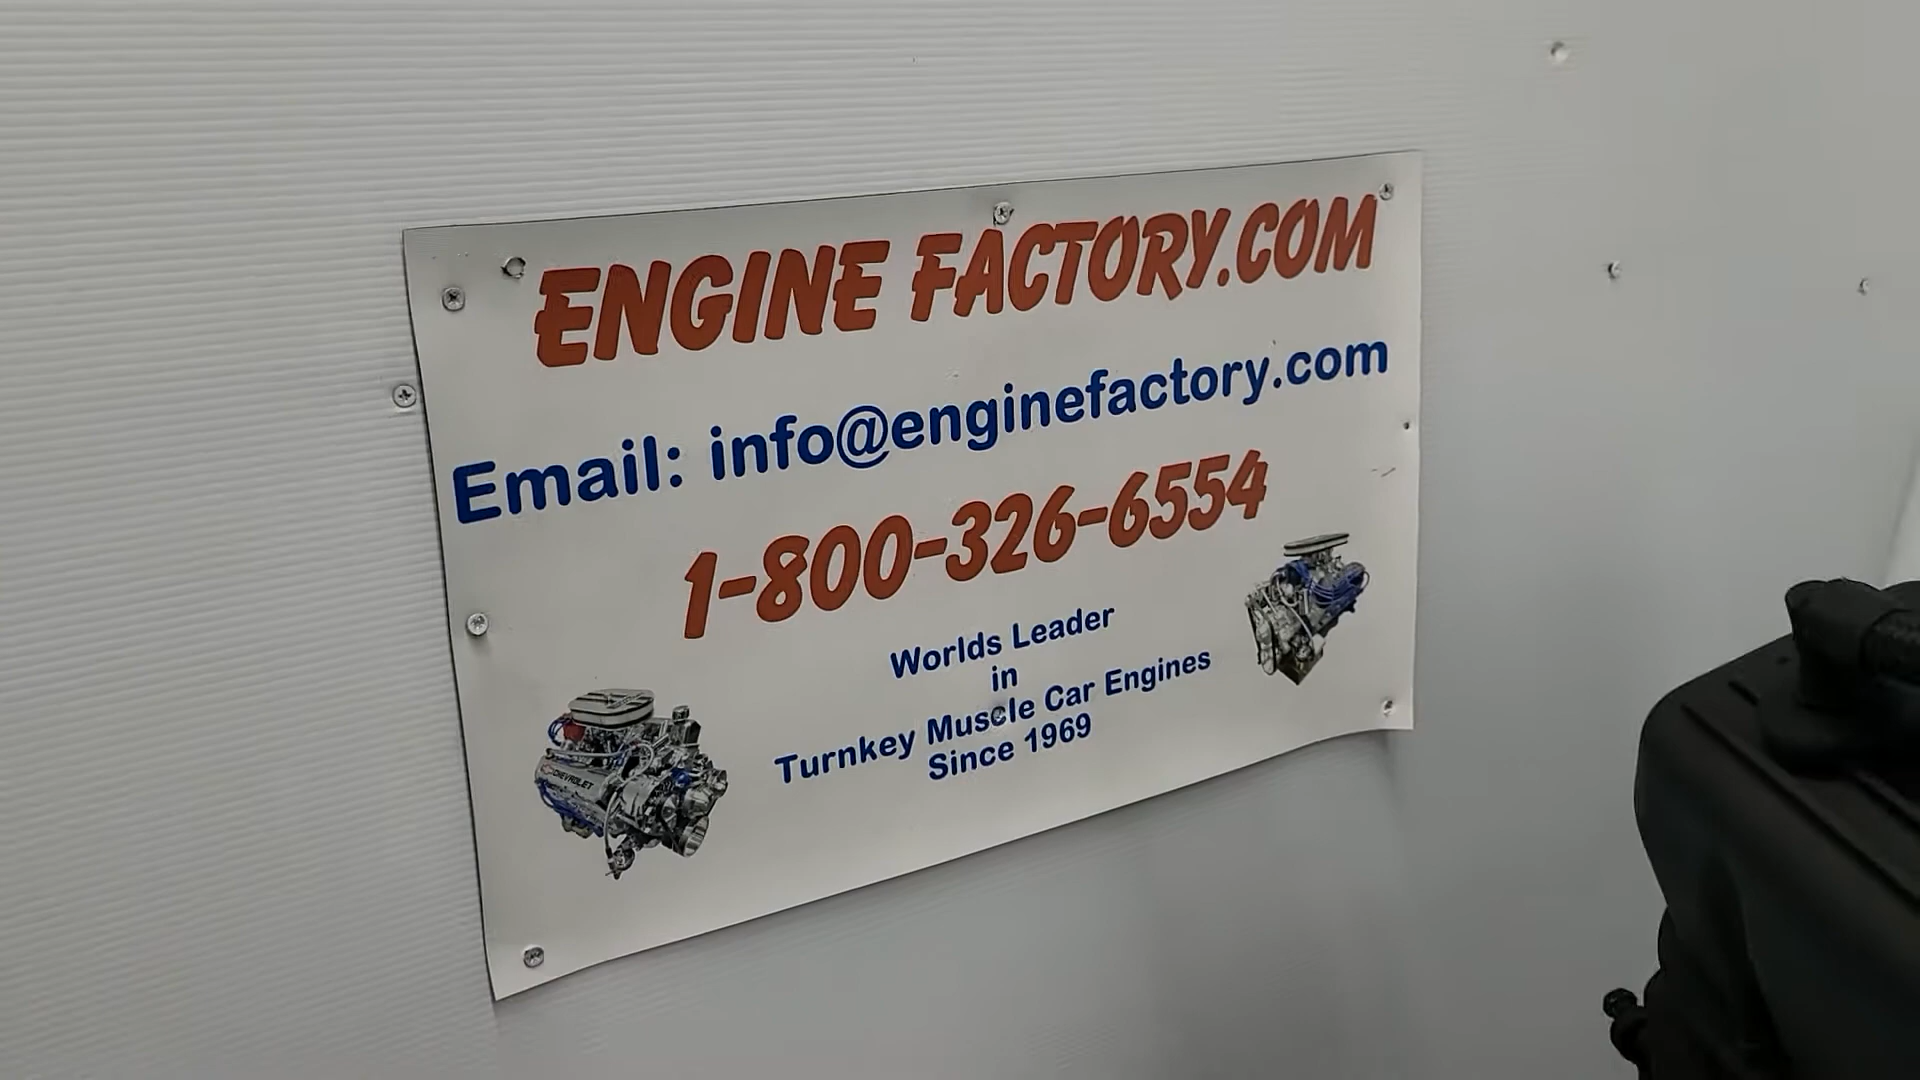 ENGINE FACTORY.COM
Email: info@enginefactory.com
1-800-326-6554
Worlds Leader
in
Turnkey Muscle Car Engines
Since 1969
CHEVROLET